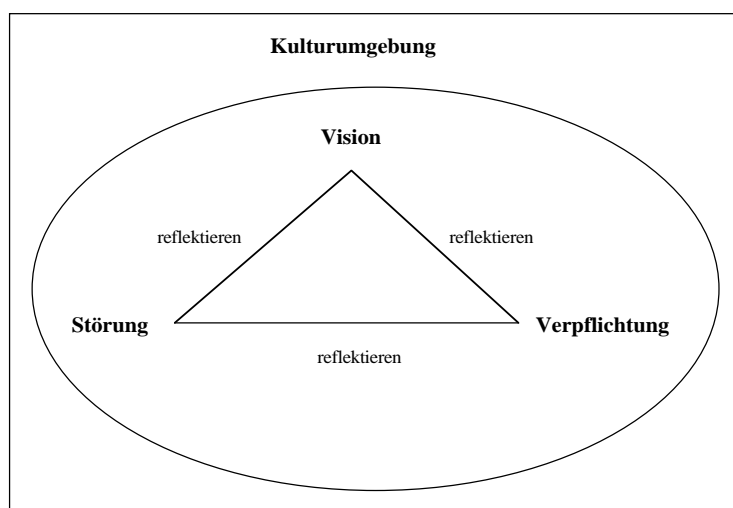 Kulturumgebung
Vision
reflektieren
reflektieren
Störung
Verpflichtung
reflektieren